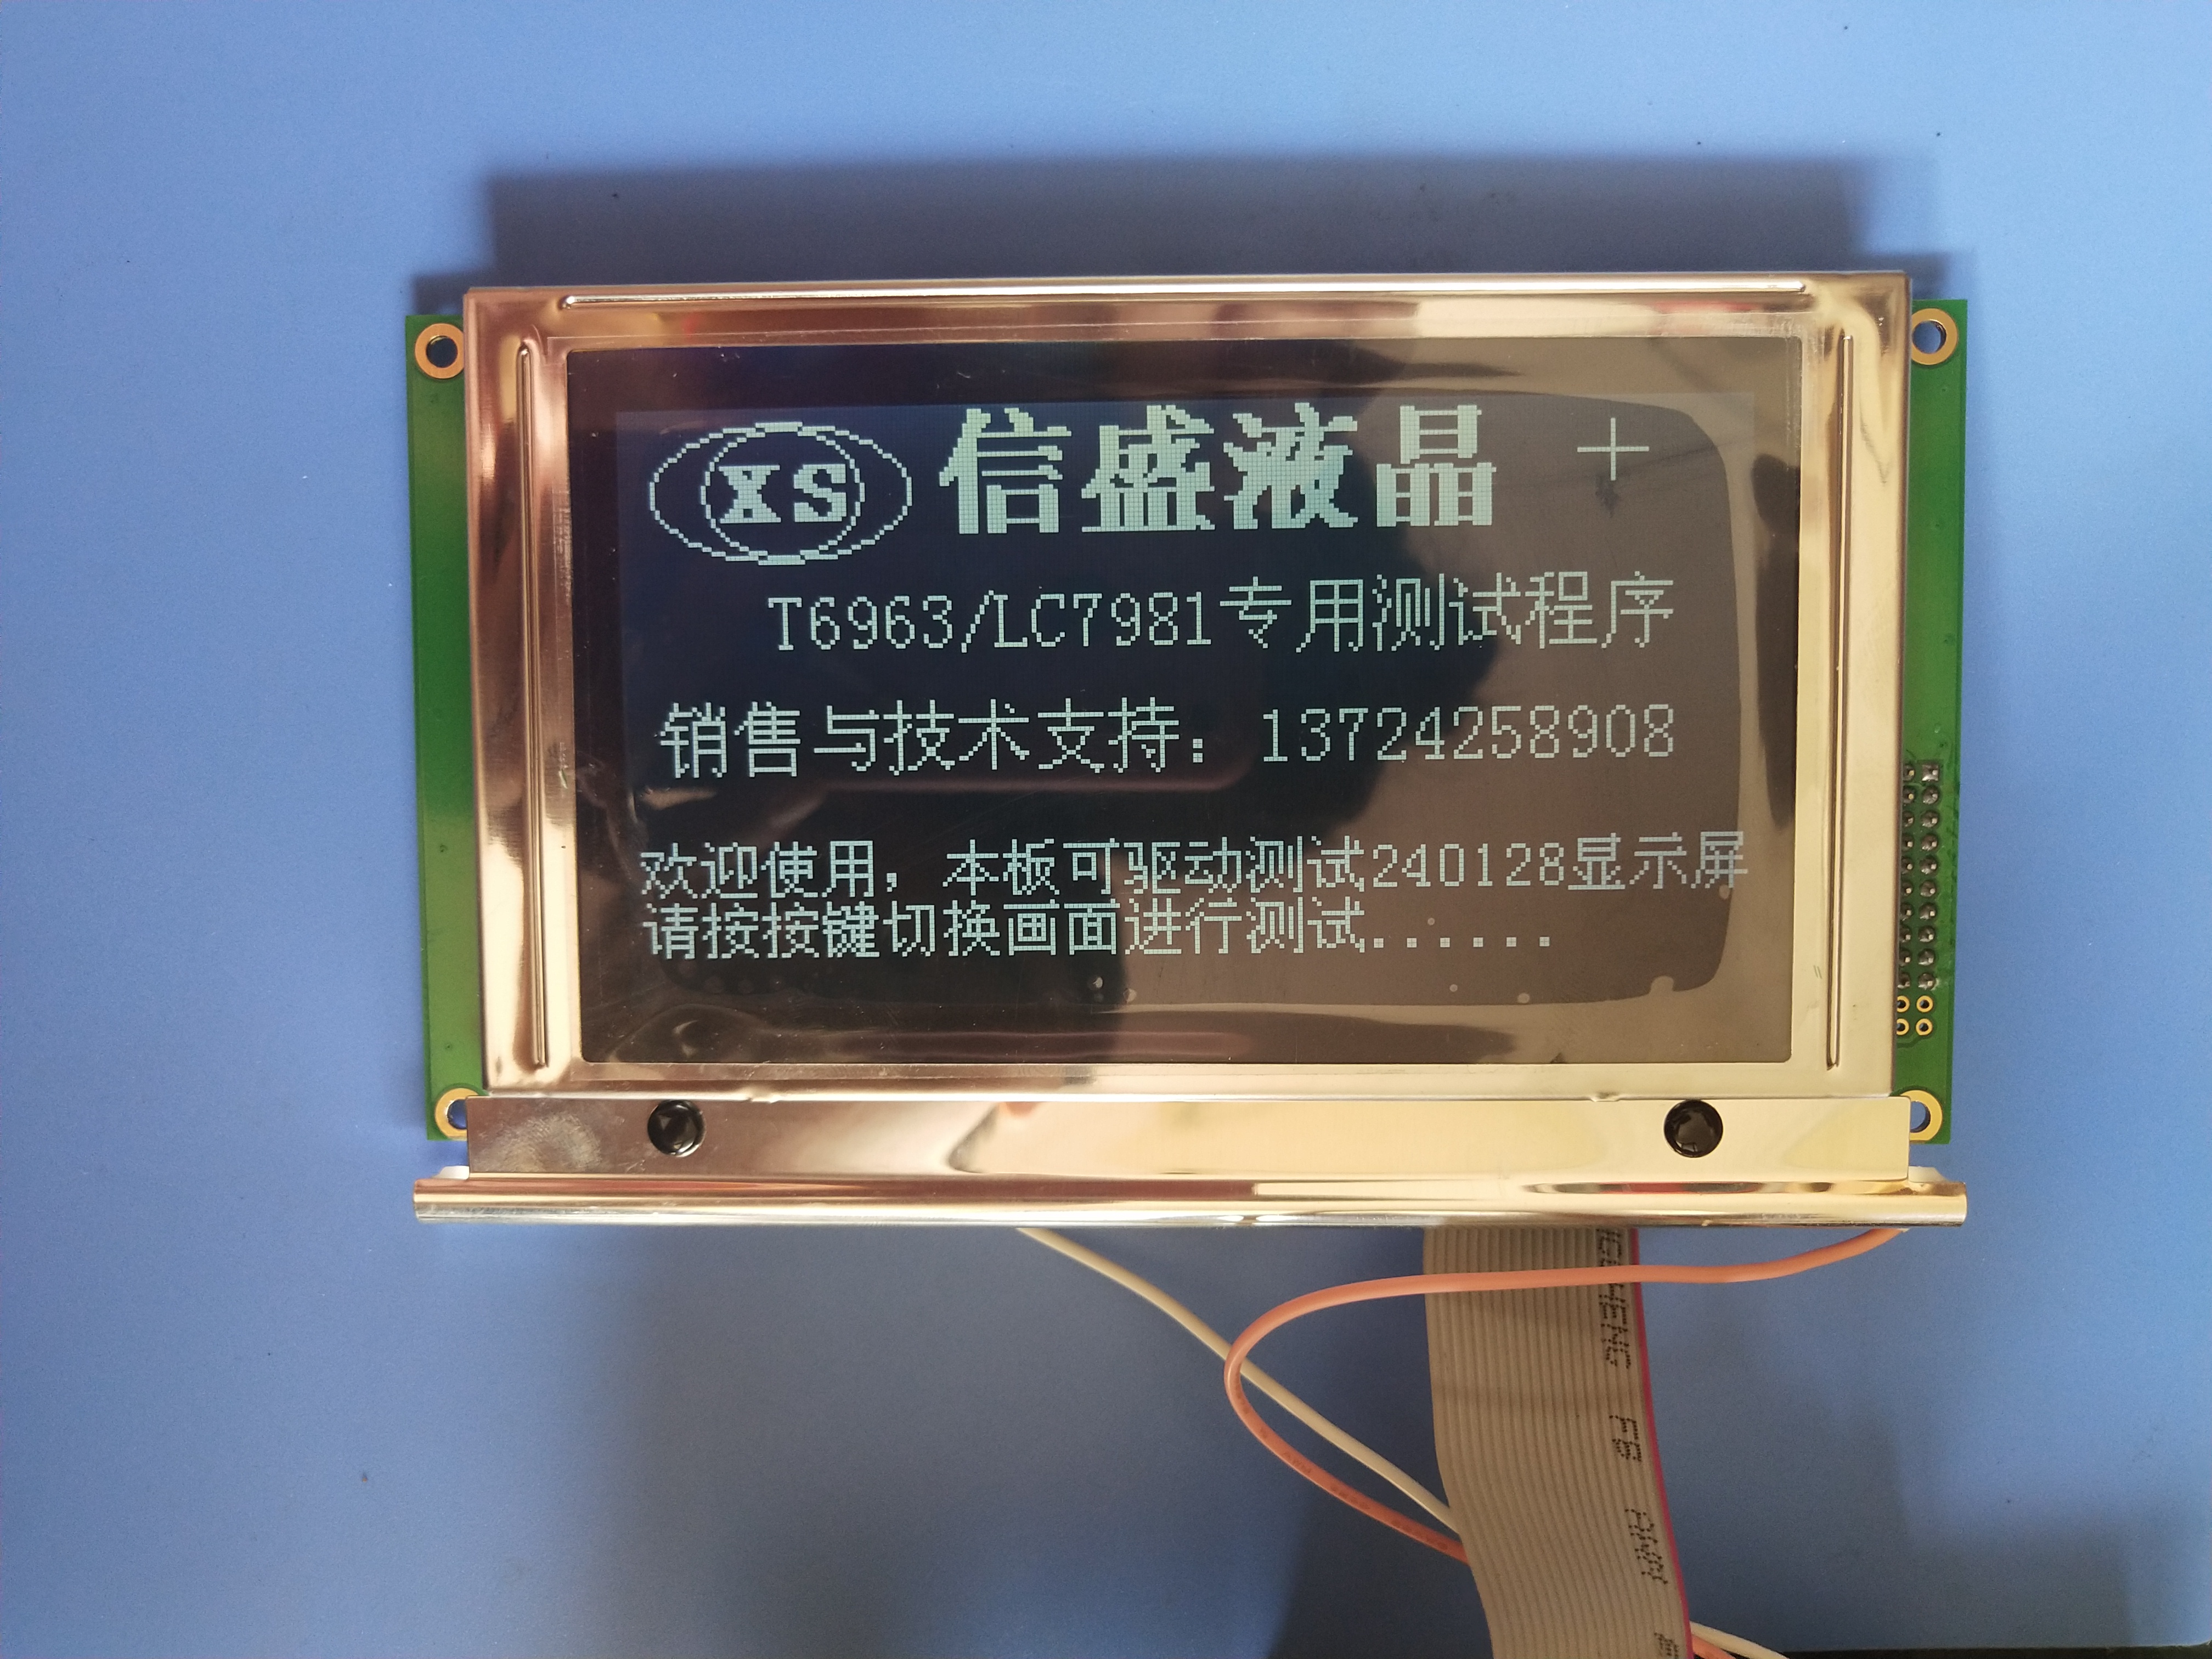 XS 信盛液晶
T6963/LC7981专用测试程序
销售与技术支持：13724258908
欢迎使用，本板可驱动测试240128显示屏
请按按键切换画面进行测试......
FB